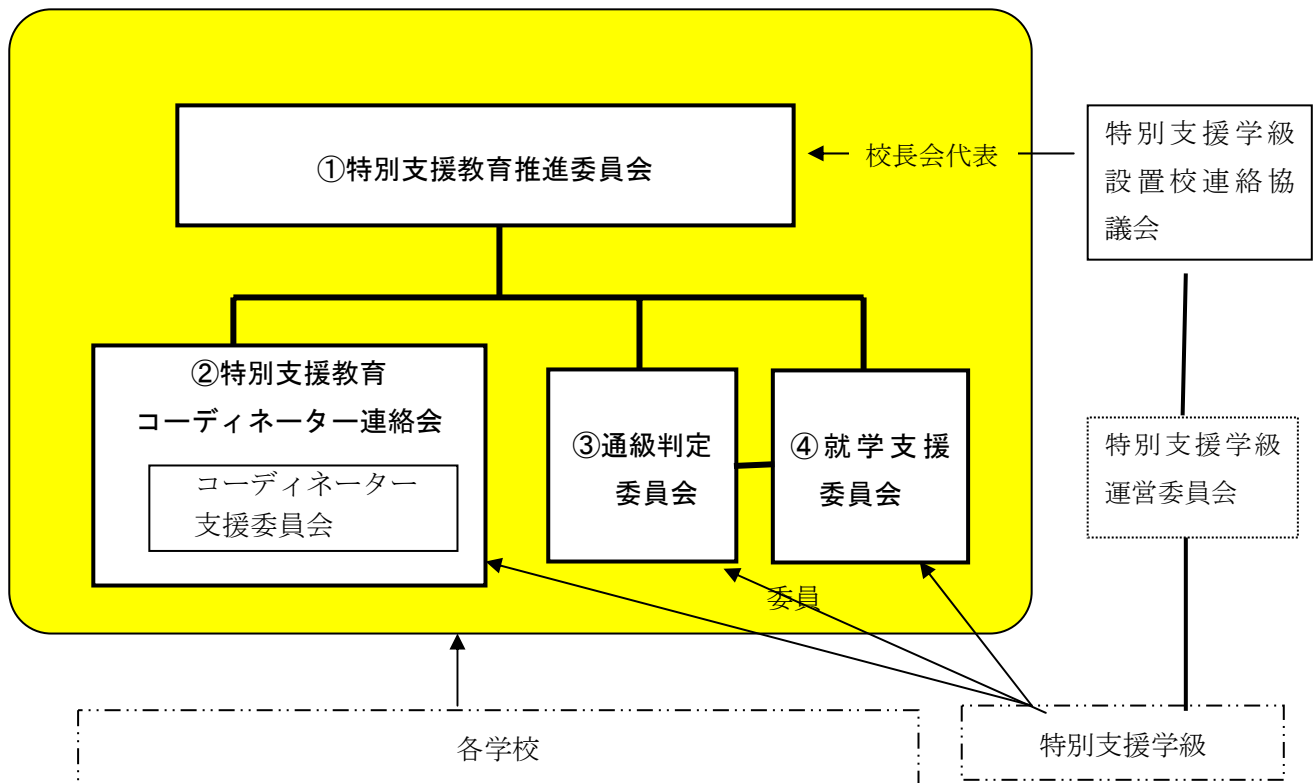 ①特別支援教育推進委員会
校長会代表
特別支援学級
設置校連絡協
議会
②特別支援教育
コーディネーター連絡会
コーディネーター
支援委員会
③通級判定
委員会
④就学支援
委員会
特別支援学級
運営委員会
委員
各学校
特別支援学級